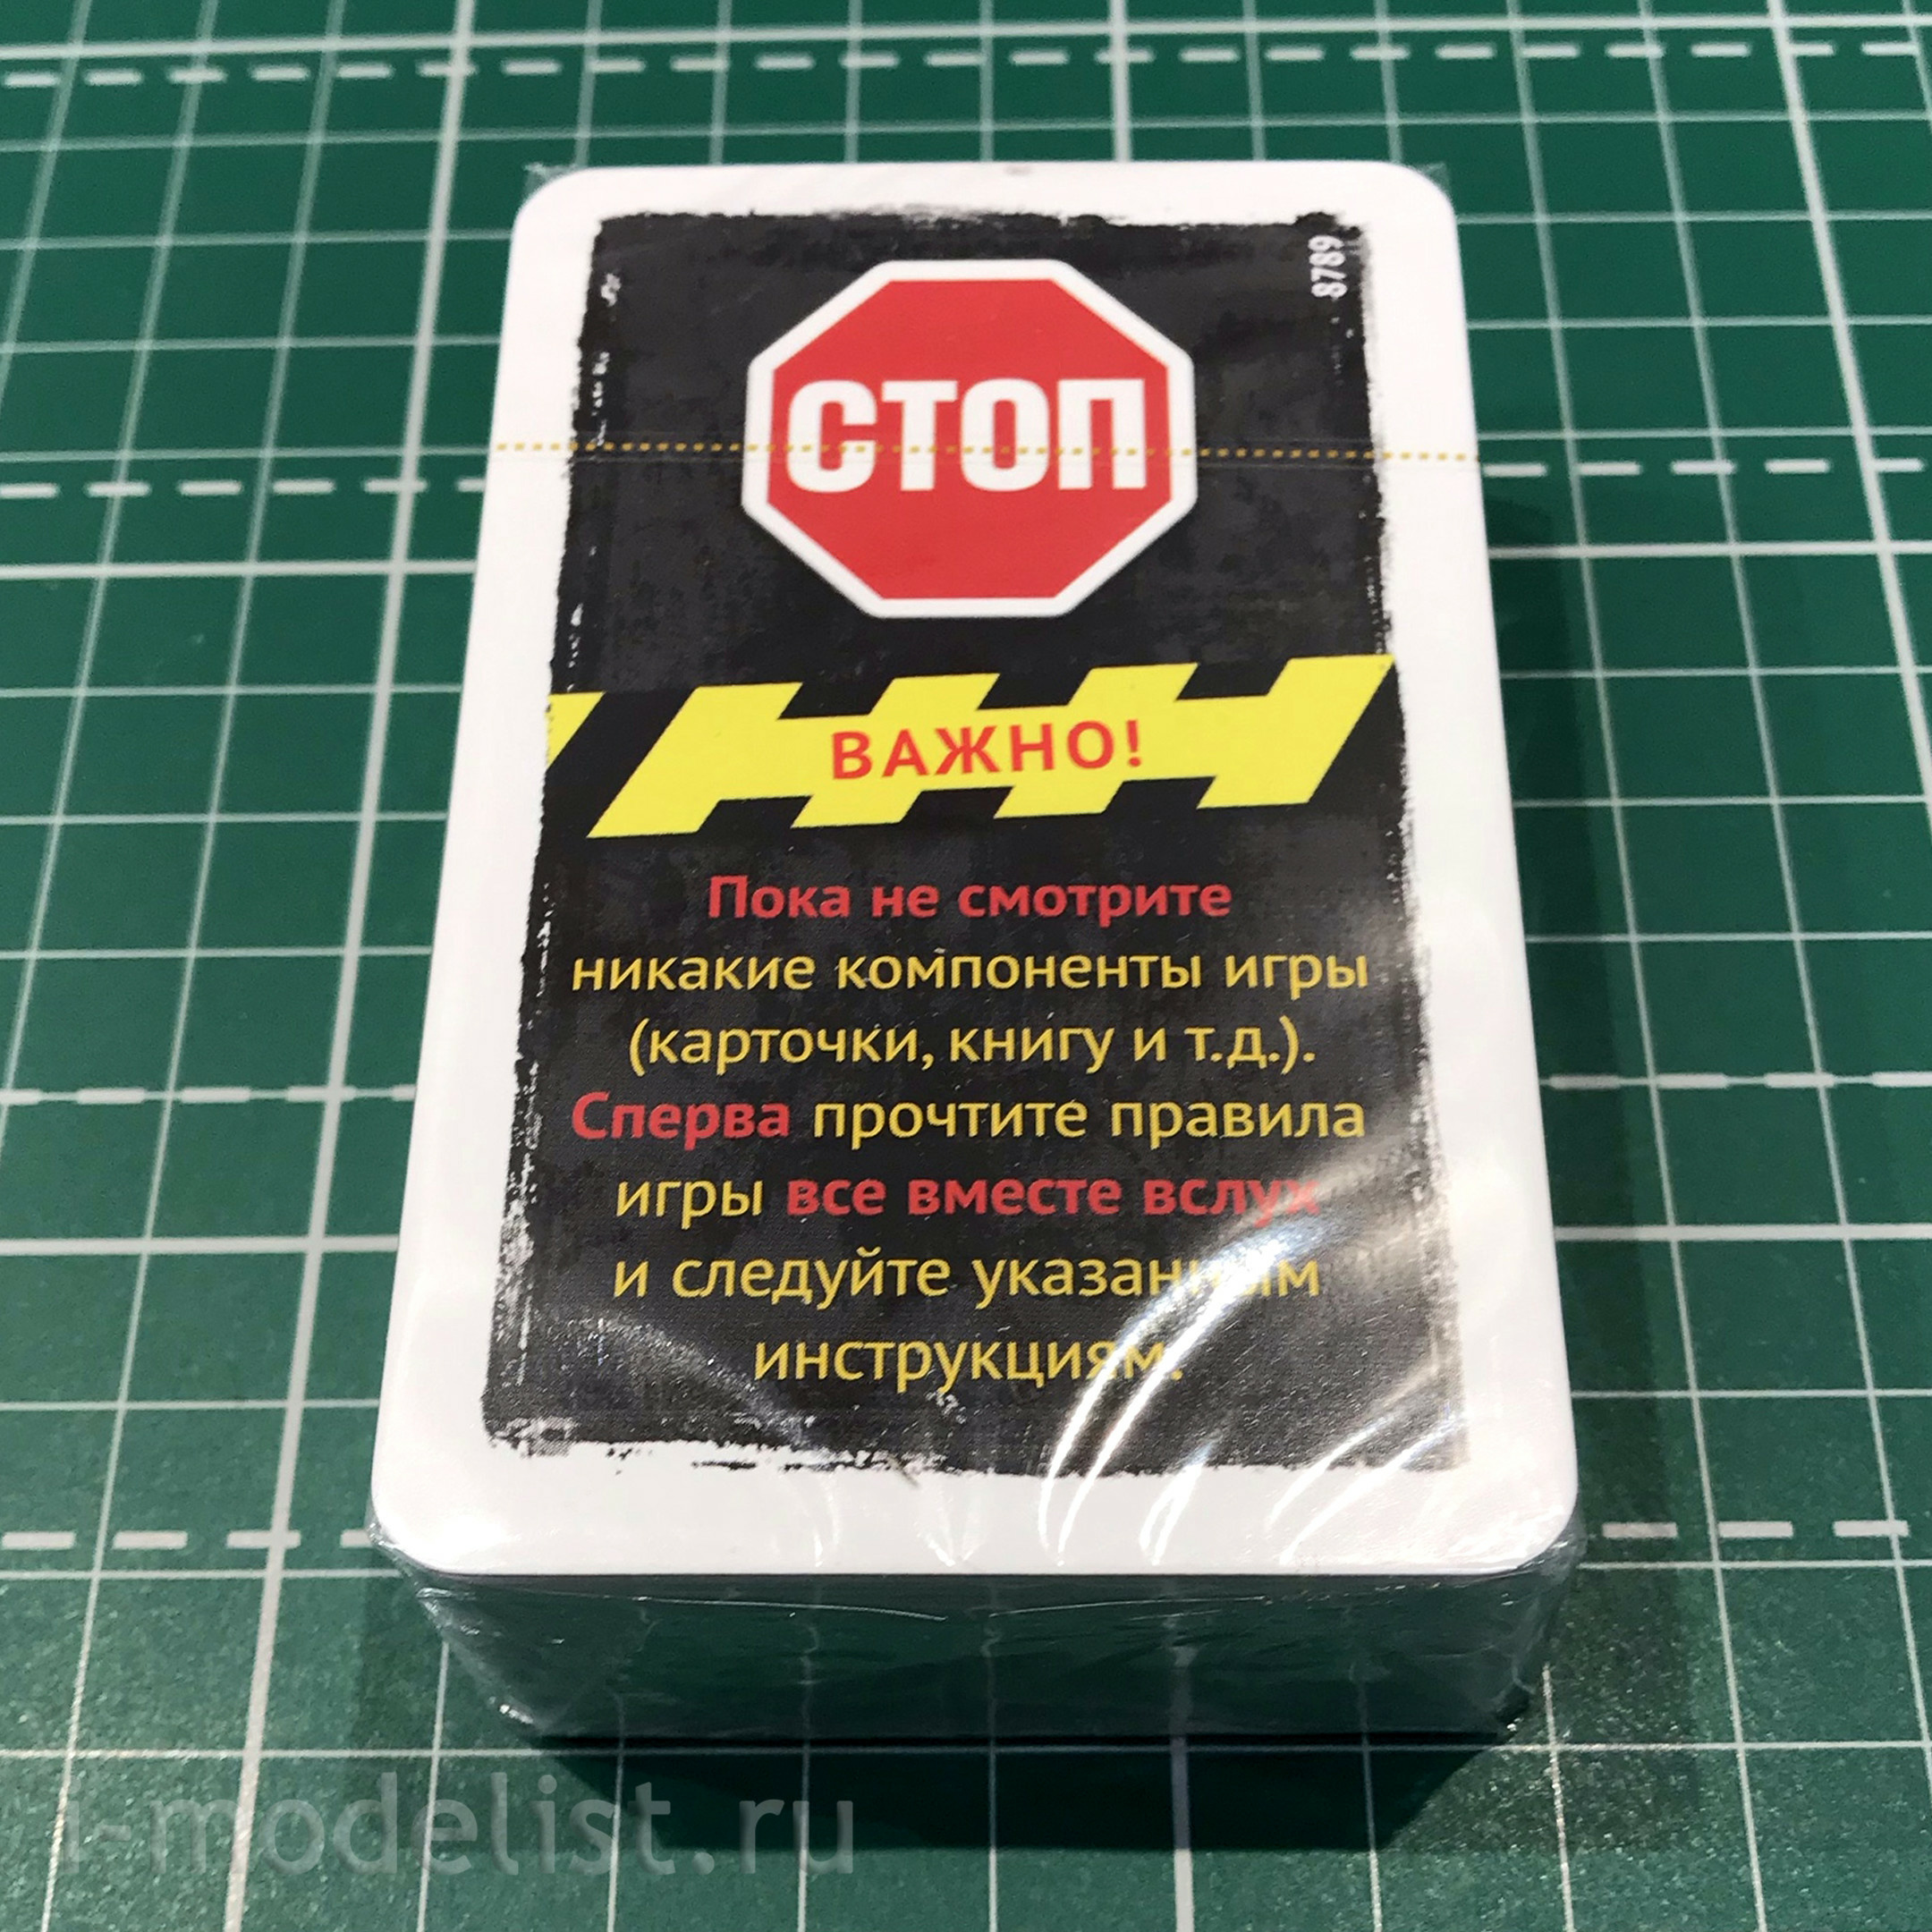 8789
СТОП
ВАЖНО!
Пока не смотрите
никакие компоненты игры
(карточки, книгу и т.д.).
Сперва прочтите правила
игры все вместе вслух
и следуйте указанным
инструкциям.
i-modelist.ru